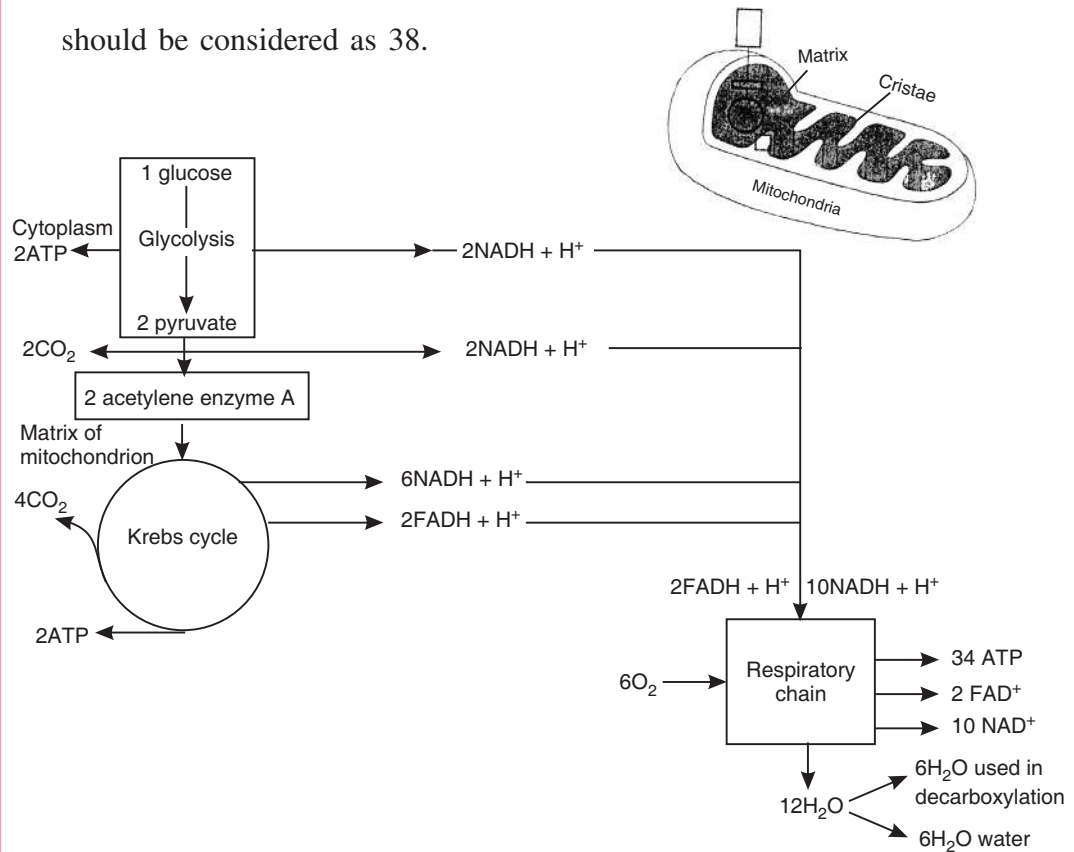 should be considered as 38.
Matrix
Cristae
Mitochondria
1 glucose
Cytoplasm
2ATP
Glycolysis
2NADH + H⁺
2 pyruvate
2CO₂
2NADH + H⁺
2 acetylene enzyme A
Matrix of
mitochondrion
6NADH + H⁺
4CO₂
2FADH + H⁺
Krebs cycle
2ATP
2FADH + H⁺
10NADH + H⁺
6O₂
Respiratory
chain
34 ATP
2 FAD⁺
10 NAD⁺
12H₂O
6H₂O used in
decarboxylation
6H₂O water